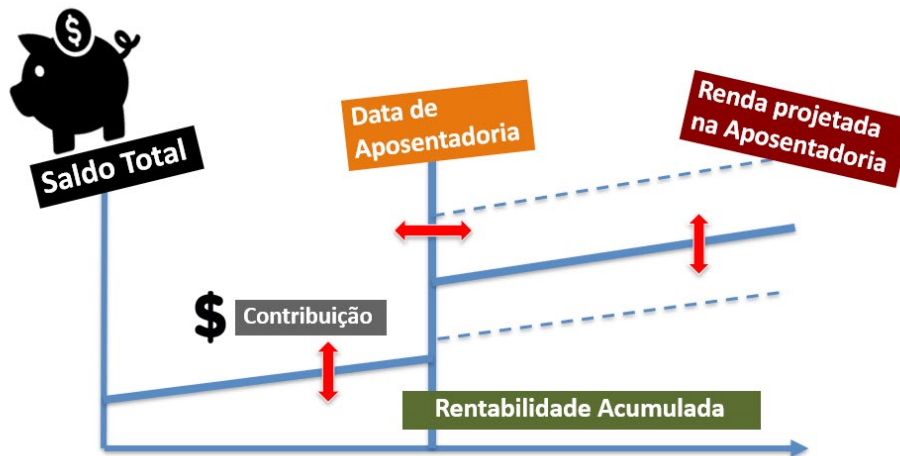 $
Saldo Total
Data de
Aposentadoria
Renda projetada
na Aposentadoria
$ Contribuição
Rentabilidade Acumulada